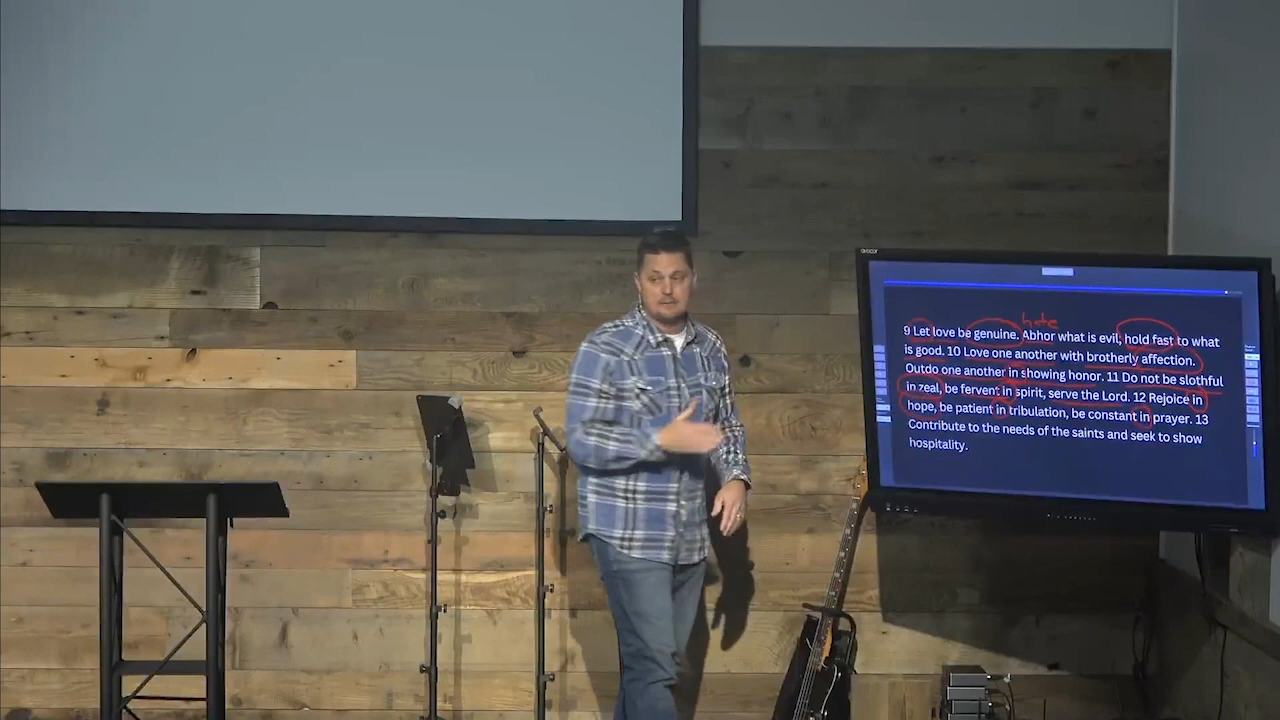 avocor
hate
9 Let love be genuine. Abhor what is evil, hold fast to what
is good. 10 Love one another with brotherly affection.
Outdo one another in showing honor. 11 Do not be slothful
in zeal, be fervent in spirit, serve the Lord. 12 Rejoice in
hope, be patient in tribulation, be constant in prayer. 13
Contribute to the needs of the saints and seek to show
hospitality.